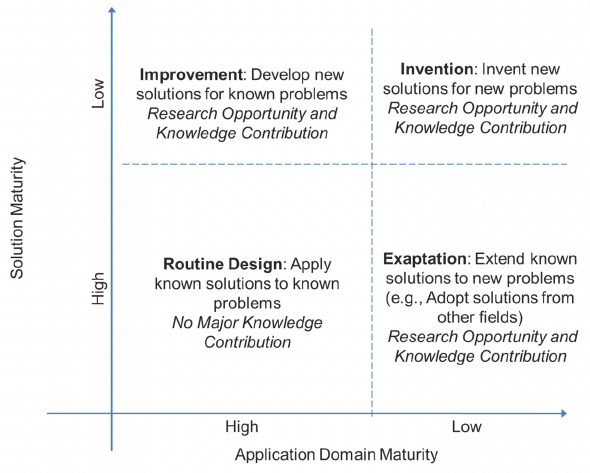 Improvement: Develop new
solutions for known problems
Research Opportunity and
Knowledge Contribution
Invention: Invent new
solutions for new problems
Research Opportunity and
Knowledge Contribution
Low
Solution Maturity
High
Routine Design: Apply
known solutions to known
problems
No Major Knowledge
Contribution
Exaptation: Extend known
solutions to new problems
(e.g., Adopt solutions from
other fields)
Research Opportunity and
Knowledge Contribution
High
Low
Application Domain Maturity